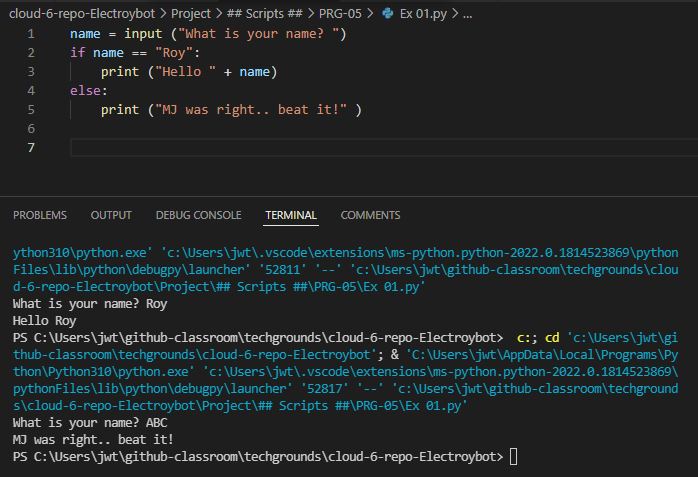 cloud-6-repo-Electroybot > Project > ## Scripts ## > PRG-05 > Ex 01.py > ...
1 name = input ("What is your name? ")
2 if name == "Roy":
3 print ("Hello " + name)
4 else:
5 print ("MJ was right.. beat it!" )
6
7
PROBLEMS OUTPUT DEBUG CONSOLE TERMINAL COMMENTS
ython310\python.exe' 'c:\Users\jwt\.vscode\extensions\ms-python.python-2022.0.1814523869\python
Files\lib\python\debugpy\launcher' '52811' '--' 'c:\Users\jwt\github-classroom\techgrounds\clou
d-6-repo-Electroybot\Project\## Scripts ##\PRG-05\Ex 01.py'
What is your name? Roy
Hello Roy
PS C:\Users\jwt\github-classroom\techgrounds\cloud-6-repo-Electroybot> c:; cd 'c:\Users\jwt\gi
thub-classroom\techgrounds\cloud-6-repo-Electroybot'; & 'C:\Users\jwt\AppData\Local\Programs\Py
thon\Python310\python.exe' 'c:\Users\jwt\.vscode\extensions\ms-python.python-2022.0.1814523869\
pythonFiles\lib\python\debugpy\launcher' '52817' '--' 'c:\Users\jwt\github-classroom\techground
s\cloud-6-repo-Electroybot\Project\## Scripts ##\PRG-05\Ex 01.py'
What is your name? ABC
MJ was right.. beat it!
PS C:\Users\jwt\github-classroom\techgrounds\cloud-6-repo-Electroybot>